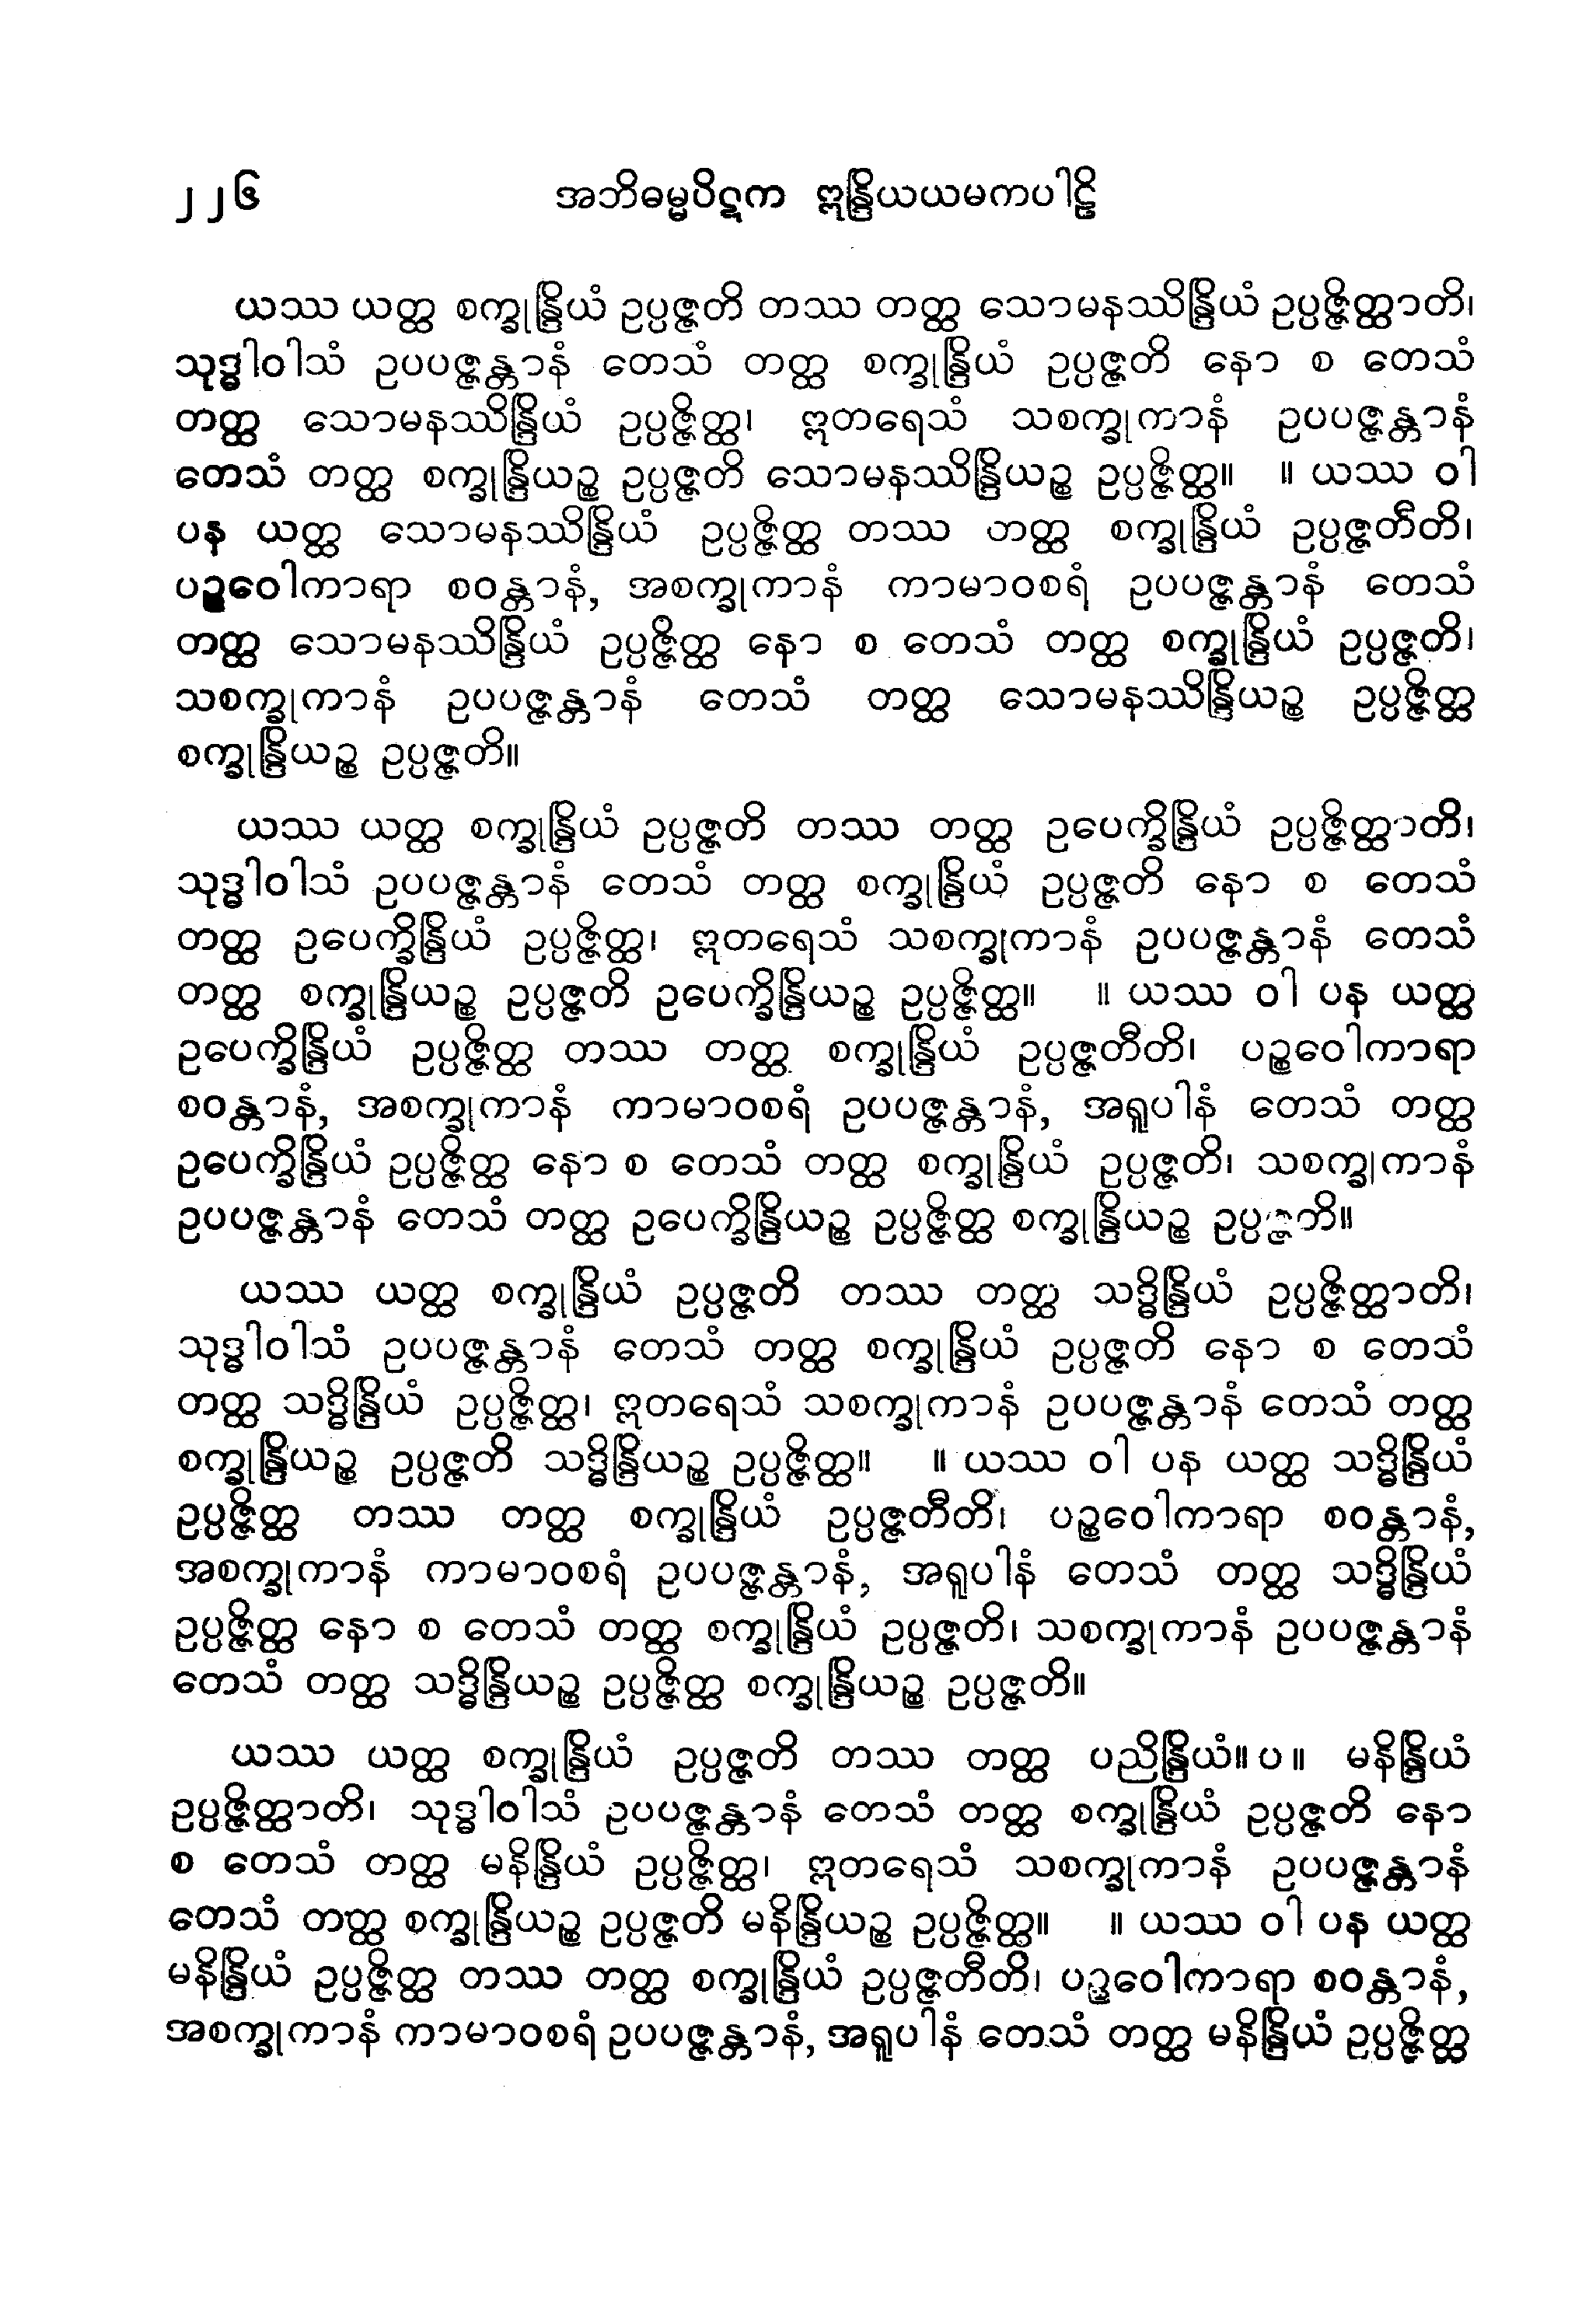 ၂၂၆ အဘိဓမ္မပိဋက ဣန္ဒြိယယမကပါဠိ
ယဿ ယတ္ထ စက္ခုန္ဒြိယံ ဥပ္ပဇ္ဇတိ တဿ တတ္ထ သောမနဿိန္ဒြိယံ ဥပ္ပဇ္ဇိတ္ထာတိ၊
သုဒ္ဓါဝါသံ ဥပပဇ္ဇန္တာနံ တေသံ တတ္ထ စက္ခုန္ဒြိယံ ဥပ္ပဇ္ဇတိ နော စ တေသံ
တတ္ထ သောမနဿိန္ဒြိယံ ဥပ္ပဇ္ဇိတ္ထ၊ ဣတရေသံ သစက္ခုကာနံ ဥပပဇ္ဇန္တာနံ
တေသံ တတ္ထ စက္ခုန္ဒြိယဉ္စ ဥပ္ပဇ္ဇတိ သောမနဿိန္ဒြိယဉ္စ ဥပ္ပဇ္ဇိတ္ထ။ ။ ယဿ ဝါ
ပန ယတ္ထ သောမနဿိန္ဒြိယံ ဥပ္ပဇ္ဇိတ္ထ တဿ တတ္ထ စက္ခုန္ဒြိယံ ဥပ္ပဇ္ဇတီတိ၊
ပဉ္စဝေါကာရာ စဝန္တာနံ, အစက္ခုကာနံ ကာမာဝစရံ ဥပပဇ္ဇန္တာနံ တေသံ
တတ္ထ သောမနဿိန္ဒြိယံ ဥပ္ပဇ္ဇိတ္ထ နော စ တေသံ တတ္ထ စက္ခုန္ဒြိယံ ဥပ္ပဇ္ဇတိ၊
သစက္ခုကာနံ ဥပပဇ္ဇန္တာနံ တေသံ တတ္ထ သောမနဿိန္ဒြိယဉ္စ ဥပ္ပဇ္ဇိတ္ထ
စက္ခုန္ဒြိယဉ္စ ဥပ္ပဇ္ဇတိ။
ယဿ ယတ္ထ စက္ခုန္ဒြိယံ ဥပ္ပဇ္ဇတိ တဿ တတ္ထ ဥပေက္ခိန္ဒြိယံ ဥပ္ပဇ္ဇိတ္ထာတိ၊
သုဒ္ဓါဝါသံ ဥပပဇ္ဇန္တာနံ တေသံ တတ္ထ စက္ခုန္ဒြိယံ ဥပ္ပဇ္ဇတိ နော စ တေသံ
တတ္ထ ဥပေက္ခိန္ဒြိယံ ဥပ္ပဇ္ဇိတ္ထ၊ ဣတရေသံ သစက္ခုကာနံ ဥပပဇ္ဇန္တာနံ တေသံ
တတ္ထ စက္ခုန္ဒြိယဉ္စ ဥပ္ပဇ္ဇတိ ဥပေက္ခိန္ဒြိယဉ္စ ဥပ္ပဇ္ဇိတ္ထ။ ။ ယဿ ဝါ ပန ယတ္ထ
ဥပေက္ခိန္ဒြိယံ ဥပ္ပဇ္ဇိတ္ထ တဿ တတ္ထ စက္ခုန္ဒြိယံ ဥပ္ပဇ္ဇတီတိ၊ ပဉ္စဝေါကာရာ
စဝန္တာနံ, အစက္ခုကာနံ ကာမာဝစရံ ဥပပဇ္ဇန္တာနံ, အရူပါနံ တေသံ တတ္ထ
ဥပေက္ခိန္ဒြိယံ ဥပ္ပဇ္ဇိတ္ထ နော စ တေသံ တတ္ထ စက္ခုန္ဒြိယံ ဥပ္ပဇ္ဇတိ၊ သစက္ခုကာနံ
ဥပပဇ္ဇန္တာနံ တေသံ တတ္ထ ဥပေက္ခိန္ဒြိယဉ္စ ဥပ္ပဇ္ဇိတ္ထ စက္ခုန္ဒြိယဉ္စ ဥပ္ပဇ္ဇတိ။
ယဿ ယတ္ထ စက္ခုန္ဒြိယံ ဥပ္ပဇ္ဇတိ တဿ တတ္ထ သဒ္ဓိန္ဒြိယံ ဥပ္ပဇ္ဇိတ္ထာတိ၊
သုဒ္ဓါဝါသံ ဥပပဇ္ဇန္တာနံ တေသံ တတ္ထ စက္ခုန္ဒြိယံ ဥပ္ပဇ္ဇတိ နော စ တေသံ
တတ္ထ သဒ္ဓိန္ဒြိယံ ဥပ္ပဇ္ဇိတ္ထ၊ ဣတရေသံ သစက္ခုကာနံ ဥပပဇ္ဇန္တာနံ တေသံ တတ္ထ
စက္ခုန္ဒြိယဉ္စ ဥပ္ပဇ္ဇတိ သဒ္ဓိန္ဒြိယဉ္စ ဥပ္ပဇ္ဇိတ္ထ။ ။ ယဿ ဝါ ပန ယတ္ထ သဒ္ဓိန္ဒြိယံ
ဥပ္ပဇ္ဇိတ္ထ တဿ တတ္ထ စက္ခုန္ဒြိယံ ဥပ္ပဇ္ဇတီတိ၊ ပဉ္စဝေါကာရာ စဝန္တာနံ,
အစက္ခုကာနံ ကာမာဝစရံ ဥပပဇ္ဇန္တာနံ, အရူပါနံ တေသံ တတ္ထ သဒ္ဓိန္ဒြိယံ
ဥပ္ပဇ္ဇိတ္ထ နော စ တေသံ တတ္ထ စက္ခုန္ဒြိယံ ဥပ္ပဇ္ဇတိ၊ သစက္ခုကာနံ ဥပပဇ္ဇန္တာနံ
တေသံ တတ္ထ သဒ္ဓိန္ဒြိယဉ္စ ဥပ္ပဇ္ဇိတ္ထ စက္ခုန္ဒြိယဉ္စ ဥပ္ပဇ္ဇတိ။
ယဿ ယတ္ထ စက္ခုန္ဒြိယံ ဥပ္ပဇ္ဇတိ တဿ တတ္ထ ပညိန္ဒြိယံ။ ပ ။ မနိန္ဒြိယံ
ဥပ္ပဇ္ဇိတ္ထာတိ၊ သုဒ္ဓါဝါသံ ဥပပဇ္ဇန္တာနံ တေသံ တတ္ထ စက္ခုန္ဒြိယံ ဥပ္ပဇ္ဇတိ နော
စ တေသံ တတ္ထ မနိန္ဒြိယံ ဥပ္ပဇ္ဇိတ္ထ၊ ဣတရေသံ သစက္ခုကာနံ ဥပပဇ္ဇန္တာနံ
တေသံ တတ္ထ စက္ခုန္ဒြိယဉ္စ ဥပ္ပဇ္ဇတိ မနိန္ဒြိယဉ္စ ဥပ္ပဇ္ဇိတ္ထ။ ။ ယဿ ဝါ ပန ယတ္ထ
မနိန္ဒြိယံ ဥပ္ပဇ္ဇိတ္ထ တဿ တတ္ထ စက္ခုန္ဒြိယံ ဥပ္ပဇ္ဇတီတိ၊ ပဉ္စဝေါကာရာ စဝန္တာနံ,
အစက္ခုကာနံ ကာမာဝစရံ ဥပပဇ္ဇန္တာနံ, အရူပါနံ တေသံ တတ္ထ မနိန္ဒြိယံ ဥပ္ပဇ္ဇိတ္ထ